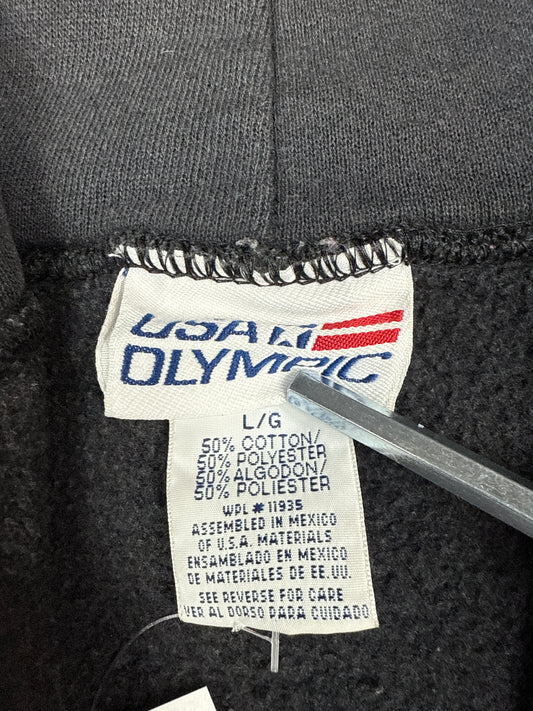 USA
OLYMPIC
L/G
50% COTTON/
50% POLYESTER
50% ALGODON/
50% POLIESTER
WPL #11935
ASSEMBLED IN MEXICO
OF U.S.A. MATERIALS
ENSAMBLADO EN MEXICO
DE MATERIALES DE EE.UU.
SEE REVERSE FOR CARE
VER AL DORSO PARA CUIDADO